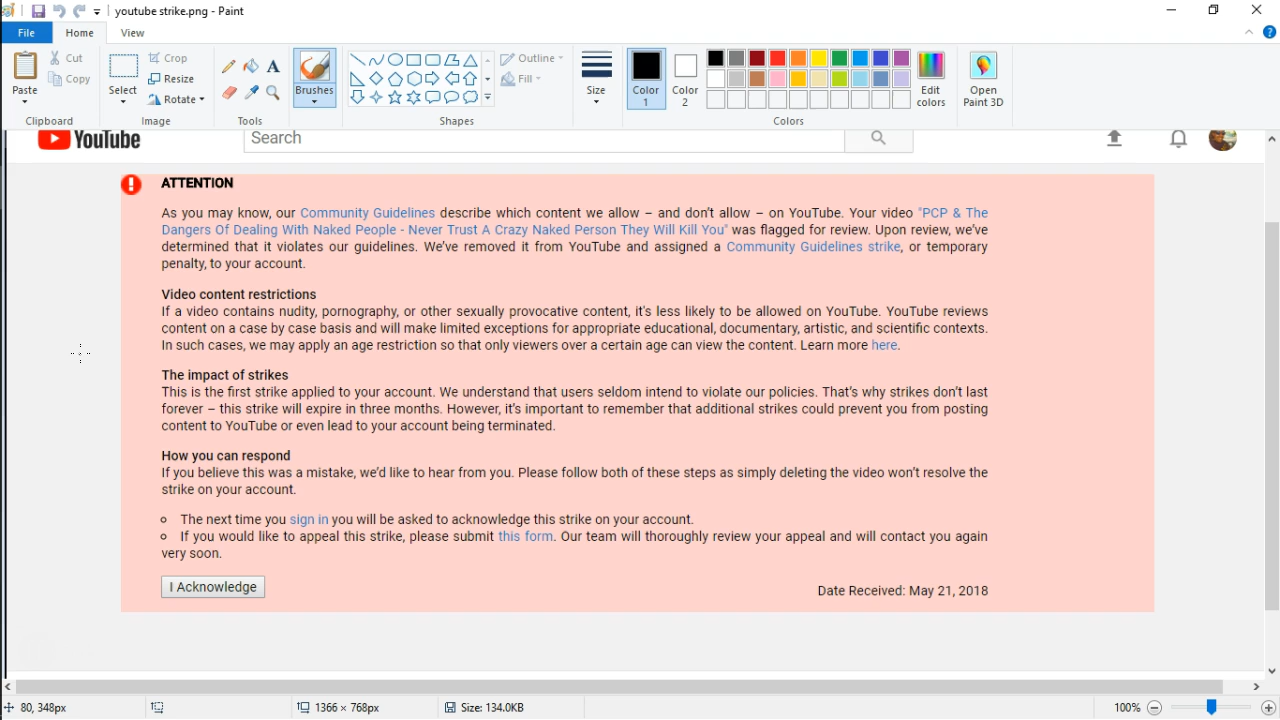 youtube strike.png - Paint
File Home View
Paste
Cut
Copy
Clipboard
Select
Crop
Resize
Rotate
Image
Tools
Brushes
Shapes
Outline
Fill
Size
Color 1
Color 2
Colors
Edit colors
Open Paint 3D
YouTube
Search
ATTENTION
As you may know, our Community Guidelines describe which content we allow – and don't allow – on YouTube. Your video "PCP & The
Dangers Of Dealing With Naked People - Never Trust A Crazy Naked Person They Will Kill You" was flagged for review. Upon review, we've
determined that it violates our guidelines. We've removed it from YouTube and assigned a Community Guidelines strike, or temporary
penalty, to your account.
Video content restrictions
If a video contains nudity, pornography, or other sexually provocative content, it's less likely to be allowed on YouTube. YouTube reviews
content on a case by case basis and will make limited exceptions for appropriate educational, documentary, artistic, and scientific contexts.
In such cases, we may apply an age restriction so that only viewers over a certain age can view the content. Learn more here.
The impact of strikes
This is the first strike applied to your account. We understand that users seldom intend to violate our policies. That's why strikes don't last
forever – this strike will expire in three months. However, it's important to remember that additional strikes could prevent you from posting
content to YouTube or even lead to your account being terminated.
How you can respond
If you believe this was a mistake, we'd like to hear from you. Please follow both of these steps as simply deleting the video won't resolve the
strike on your account.
The next time you sign in you will be asked to acknowledge this strike on your account.
If you would like to appeal this strike, please submit this form. Our team will thoroughly review your appeal and will contact you again
very soon.
I Acknowledge
Date Received: May 21, 2018
80, 348px
1366 × 768px
Size: 134.0KB
100%